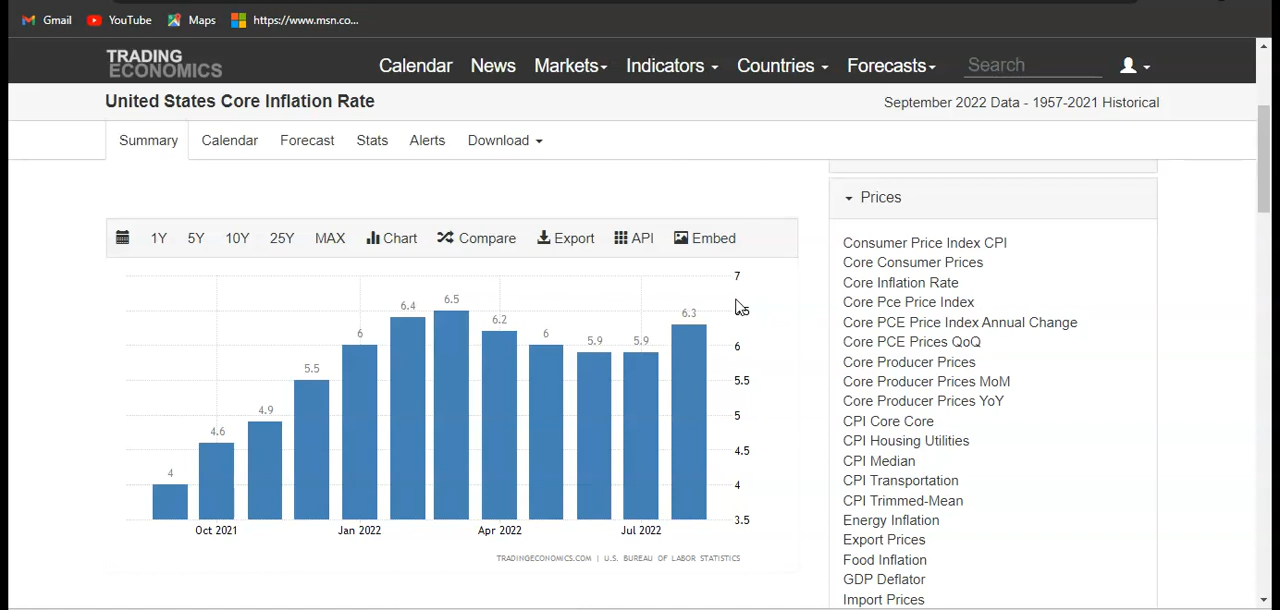 Gmail YouTube Maps https://www.msn.co...
TRADING
ECONOMICS
Calendar News Markets Indicators Countries Forecasts Search
United States Core Inflation Rate
September 2022 Data - 1957-2021 Historical
Summary Calendar Forecast Stats Alerts Download
1Y 5Y 10Y 25Y MAX Chart Compare Export API Embed
7
6
5.5
5
4.5
4
3.5
4
4.6
4.9
5.5
6
6.4
6.5
6.2
6
5.9
5.9
6.3
Oct 2021 Jan 2022 Apr 2022 Jul 2022
TRADINGECONOMICS.COM | U.S. BUREAU OF LABOR STATISTICS
Prices
Consumer Price Index CPI
Core Consumer Prices
Core Inflation Rate
Core Pce Price Index
Core PCE Price Index Annual Change
Core PCE Prices QoQ
Core Producer Prices
Core Producer Prices MoM
Core Producer Prices YoY
CPI Core Core
CPI Housing Utilities
CPI Median
CPI Transportation
CPI Trimmed-Mean
Energy Inflation
Export Prices
Food Inflation
GDP Deflator
Import Prices